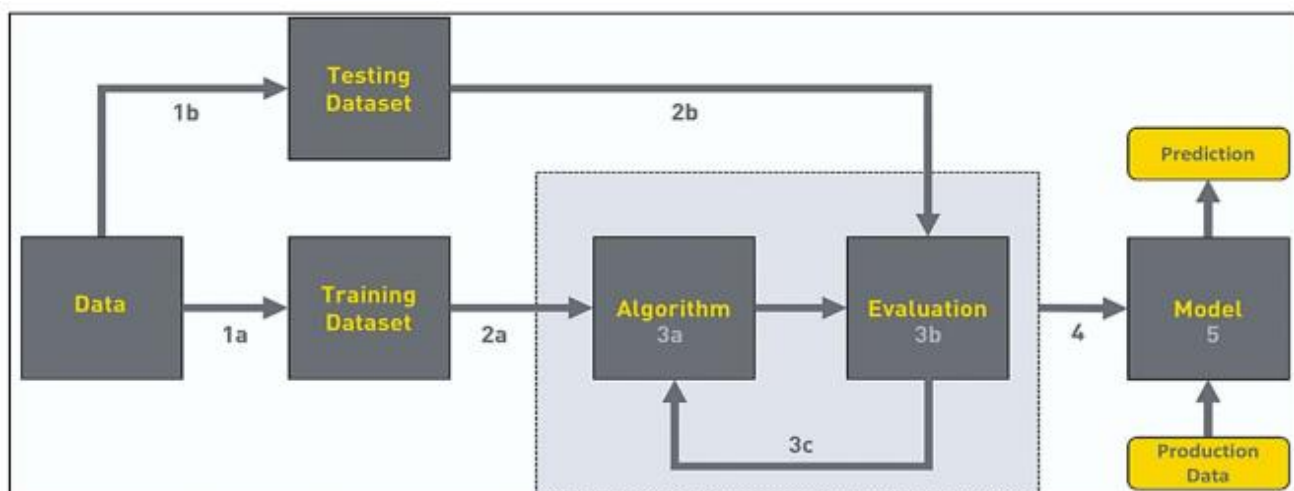 Testing
Dataset
1b
2b
Prediction
Data
Training
Dataset
Algorithm
3a
Evaluation
3b
Model
5
1a
2a
4
3c
Production
Data